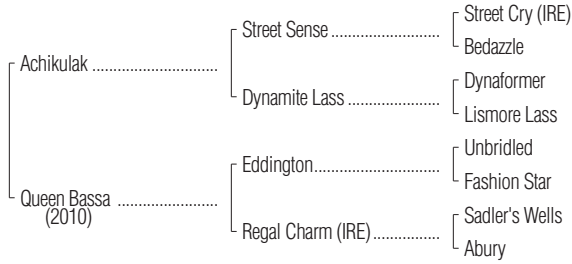 Street Cry (IRE)
Street Sense ..........................
Bedazzle
Achikulak ..............................
Dynaformer
Dynamite Lass ......................
Lismore Lass
Unbridled
Eddington..............................
Fashion Star
Queen Bassa ........................
(2010)
Sadler's Wells
Regal Charm (IRE)................
Abury